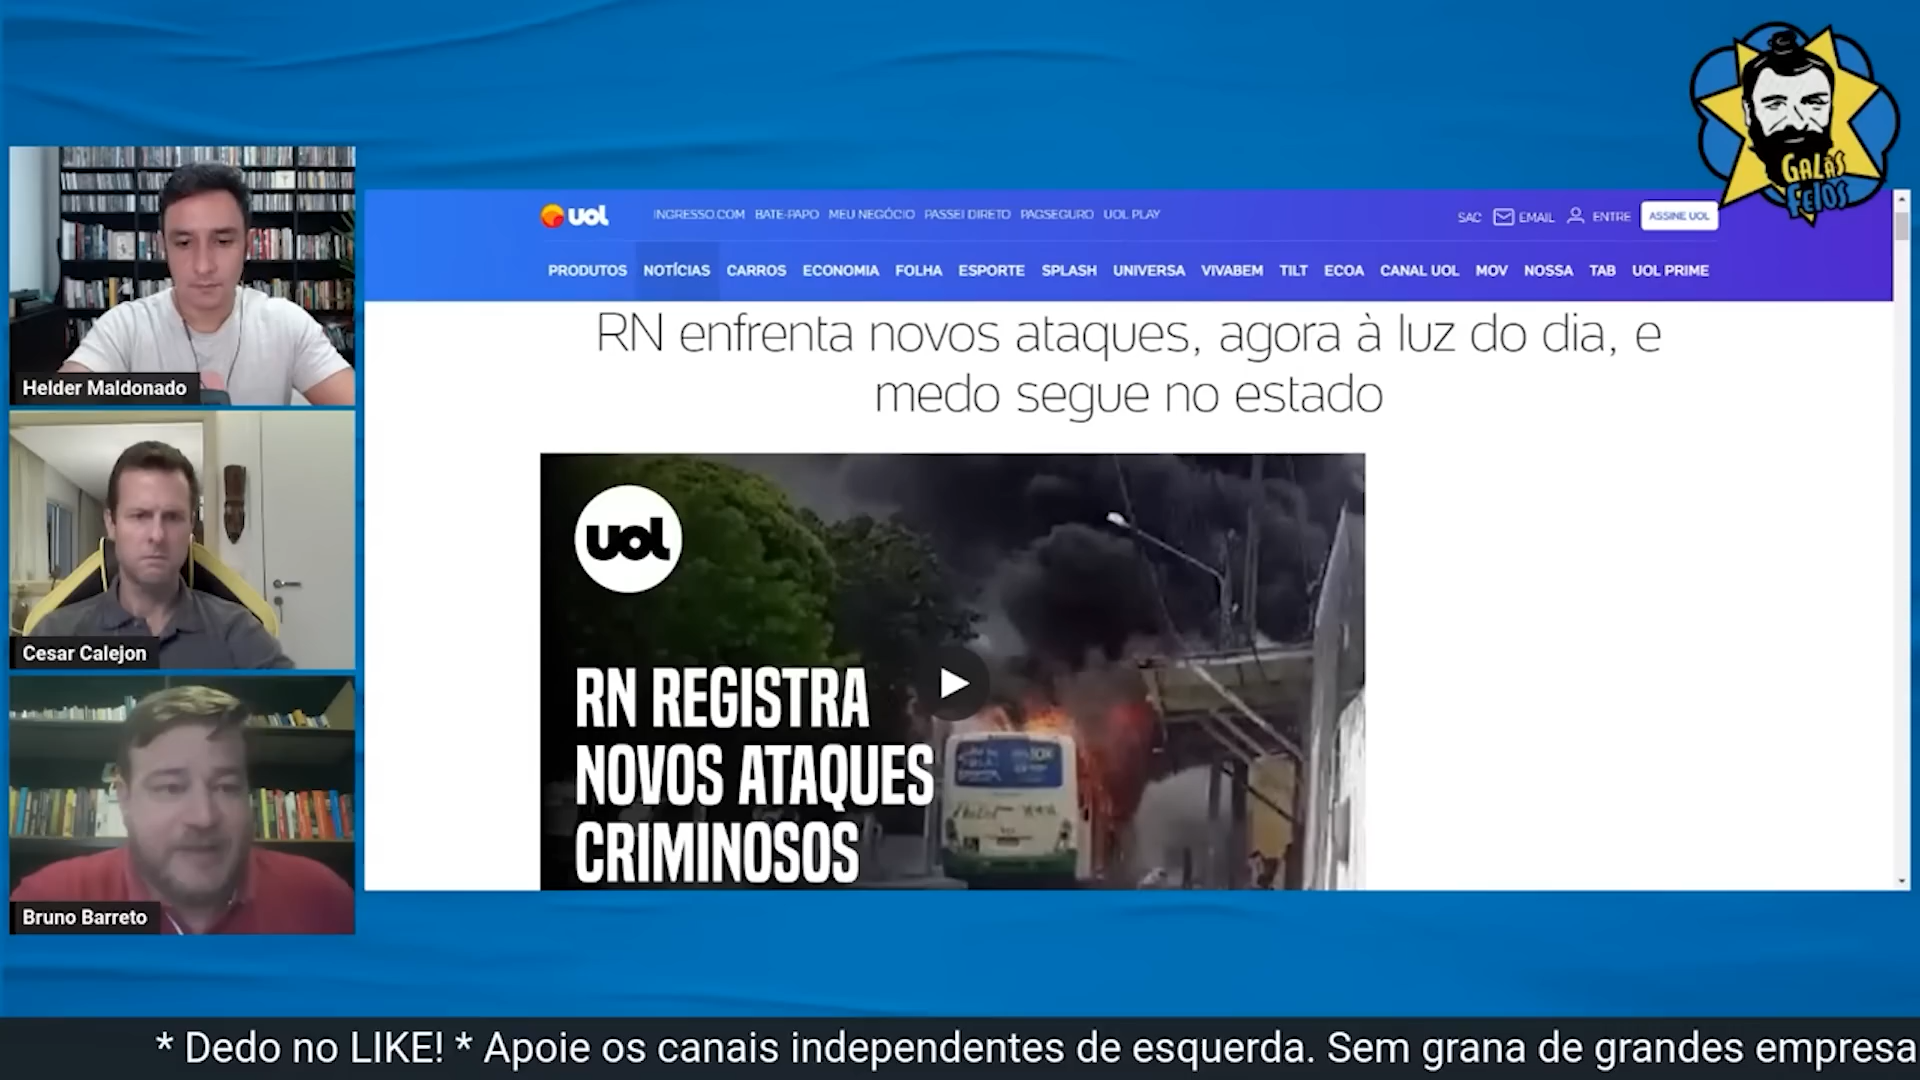 GALÃS
FEIOS
uol
INGRESSO.COM BATE-PAPO MEU NEGÓCIO PASSEI DIRETO PAGSEGURO UOL PLAY
SAC EMAIL ENTRE ASSINE UOL
PRODUTOS NOTÍCIAS CARROS ECONOMIA FOLHA ESPORTE SPLASH UNIVERSA VIVABEM TILT ECOA CANAL UOL MOV NOSSA TAB UOL PRIME
RN enfrenta novos ataques, agora à luz do dia, e
medo segue no estado
uol
RN REGISTRA
NOVOS ATAQUES
CRIMINOSOS
Helder Maldonado
Cesar Calejon
Bruno Barreto
* Dedo no LIKE! * Apoie os canais independentes de esquerda. Sem grana de grandes empresa